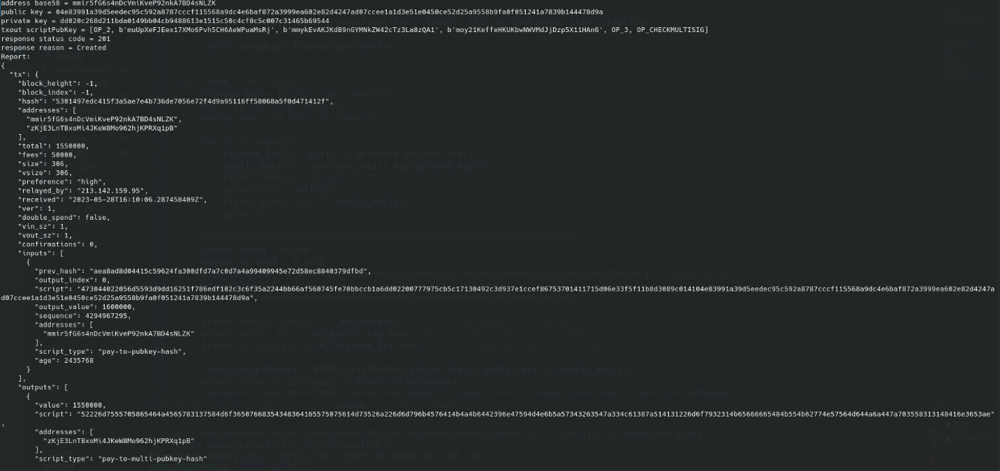 address base58 = mmir5fG6s4nDcVmiKveP92nkA7BD4sNLZK
public key = 04e83991a39d5eedec95c592a8787cccf115568a9dc4e6baf872a3999ea602e82d4247ad07ccee1a1d3e51e0450ce52d25a9558b9fa0f051241a7839b144478d9a
private key = dd020c268d211bda0149bb04cb9488613e1515c50c4cf8c5c007c31465b69544
txout scriptPubKey = [OP_2, b'muUpXeFJEex17XMo6Pvh5CH6AeWPuaMsRj', b'mmykEvAKJKdB9nGYMNkZW42cTz3La8zQA1', b'moy21KeffeHKUKbwNWVMdJjDzp5X11HAn6', OP_3, OP_CHECKMULTISIG]
response status code = 201
response reason = Created
Report:
{
"tx": {
"block_height": -1,
"block_index": -1,
"hash": "5301497edc415f3a5ae7e4b736de7056e72f4d9a95116ff58068a5f0d471412f",
"addresses": [
"mmir5fG6s4nDcVmiKveP92nkA7BD4sNLZK",
"zKjE3LnTBxoMi4JKeW8Mo962hjKPRXq1pB"
],
"total": 1550000,
"fees": 50000,
"size": 306,
"vsize": 306,
"preference": "high",
"relayed_by": "213.142.159.95",
"received": "2023-05-28T16:10:06.287458409Z",
"ver": 1,
"double_spend": false,
"vin_sz": 1,
"vout_sz": 1,
"confirmations": 0,
"inputs": [
{
"prev_hash": "aea8ad8d04415c59624fa300dfd7a7c0d7a4a99409945e72d58ec8840379dfbd",
"output_index": 0,
"script": "473044022056d5593d9dd16251f786edf102c3c6f35a2244bb66af560745fe70bbccb1a6dd02200777975cb5c17130492c3d937e1ccef86753701411715d06e33f5f11b8d3089c014104e83991a39d5eedec95c592a8787cccf115568a9dc4e6baf872a3999ea602e82d4247a
d07ccee1a1d3e51e0450ce52d25a9558b9fa0f051241a7839b144478d9a",
"output_value": 1600000,
"sequence": 4294967295,
"addresses": [
"mmir5fG6s4nDcVmiKveP92nkA7BD4sNLZK"
],
"script_type": "pay-to-pubkey-hash",
"age": 2435768
}
],
"outputs": [
{
"value": 1550000,
"script": "52226d7555705865464a4565783137584d6f3650766835434836416557507561 4d73526a226d6d796b4576414b4a4b6442396e47594d4e6b5a57343263547a334c61387a514131226d6f7932314b65666665484b554b62774e57564d644a6a447a703558313148416e3653ae"
,
"addresses": [
"zKjE3LnTBxoMi4JKeW8Mo962hjKPRXq1pB"
],
"script_type": "pay-to-multi-pubkey-hash"